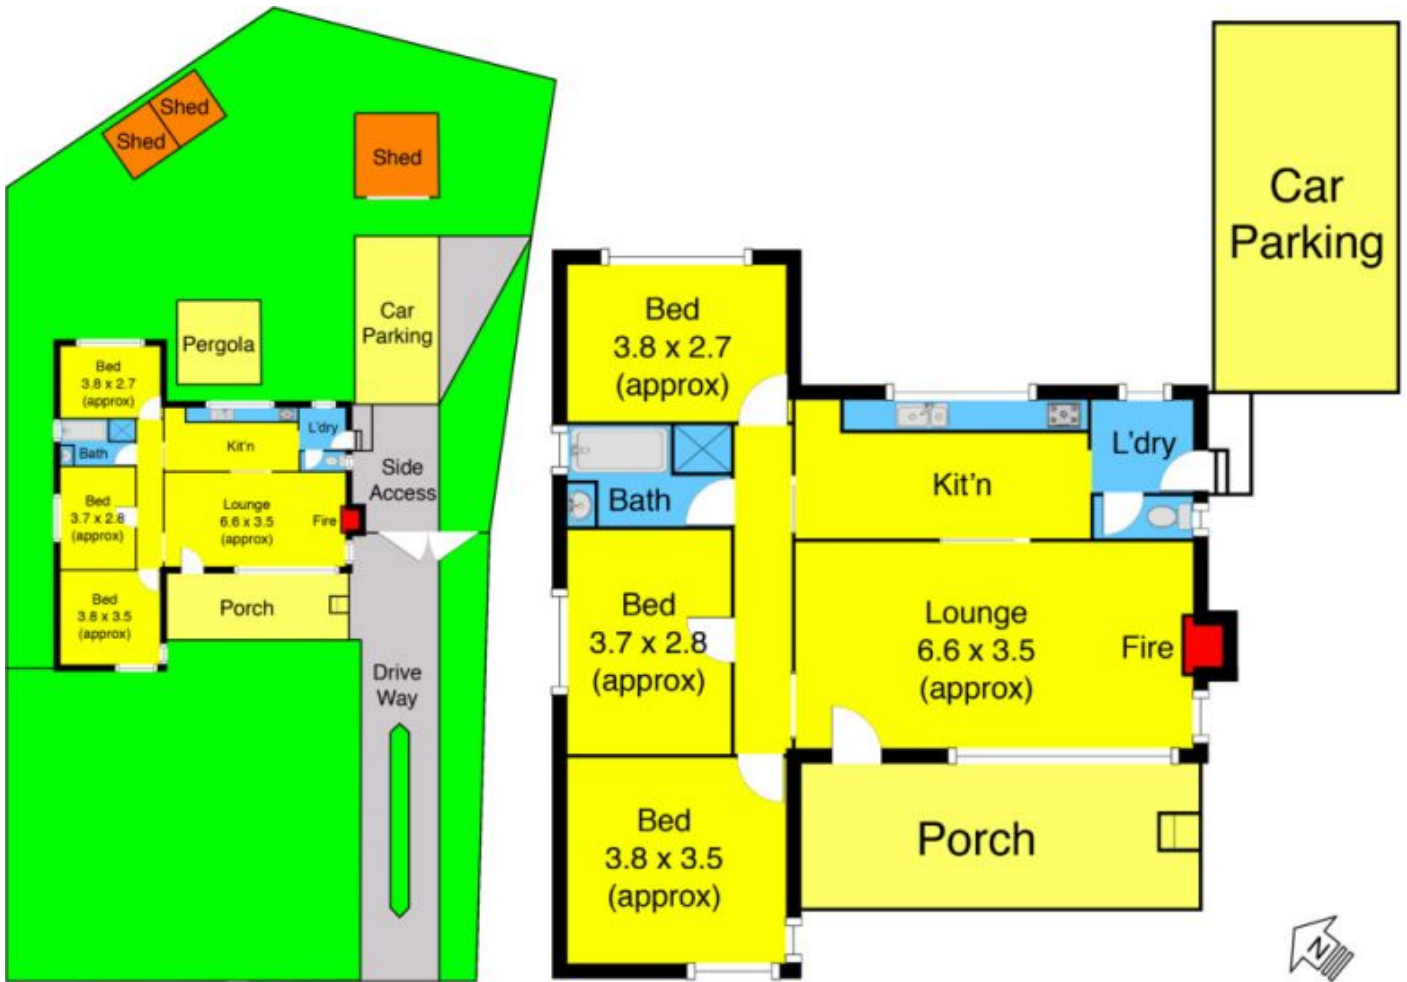 Shed
Shed
Shed
Car
Parking
Pergola
Bed
3.8 x 2.7
(approx)
Bath
Kit'n
L'dry
Side
Access
Bed
3.7 x 2.8
(approx)
Lounge
6.6 x 3.5
(approx)
Fire
Bed
3.8 x 3.5
(approx)
Porch
Drive
Way
Car
Parking
Bed
3.8 x 2.7
(approx)
Bath
Kit'n
L'dry
Bed
3.7 x 2.8
(approx)
Lounge
6.6 x 3.5
(approx)
Fire
Bed
3.8 x 3.5
(approx)
Porch
N